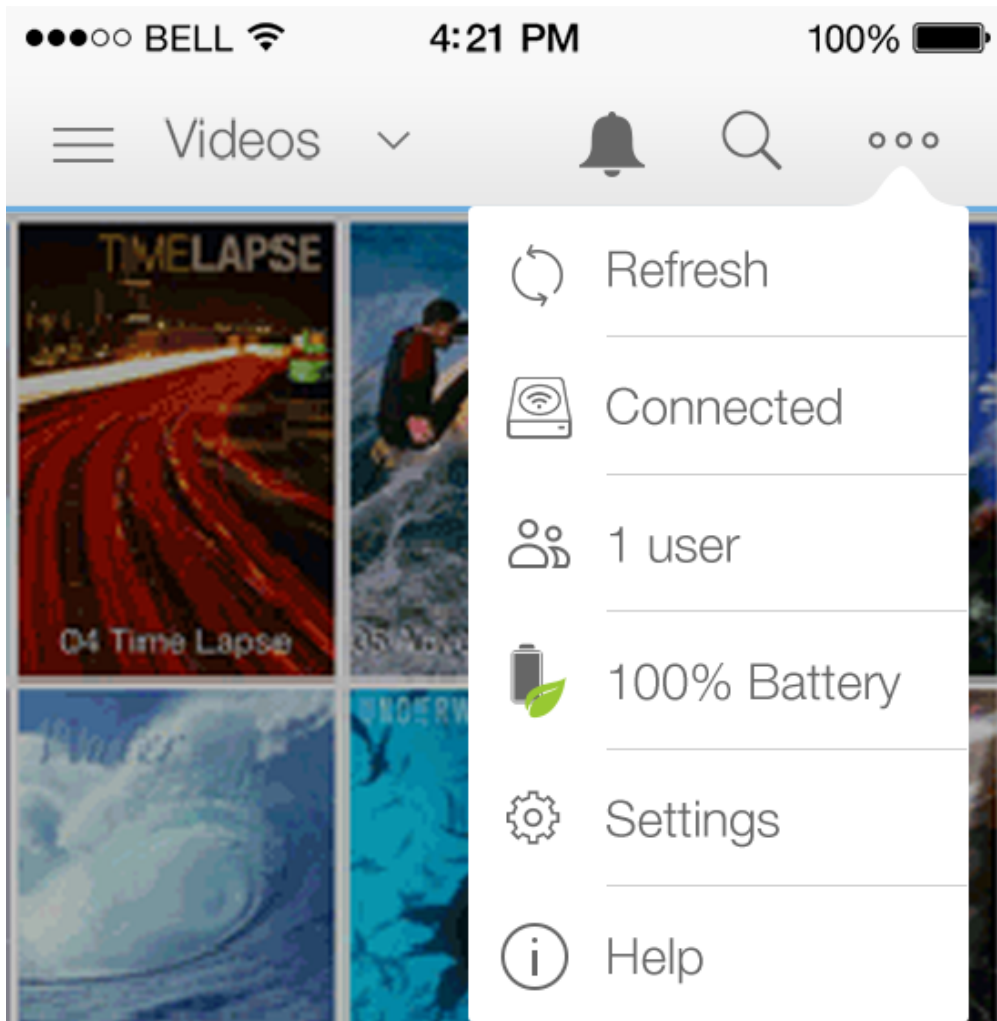 BELL 4:21 PM 100%
Videos
TIMELAPSE
04 Time Lapse
Refresh
Connected
1 user
100% Battery
Settings
Help